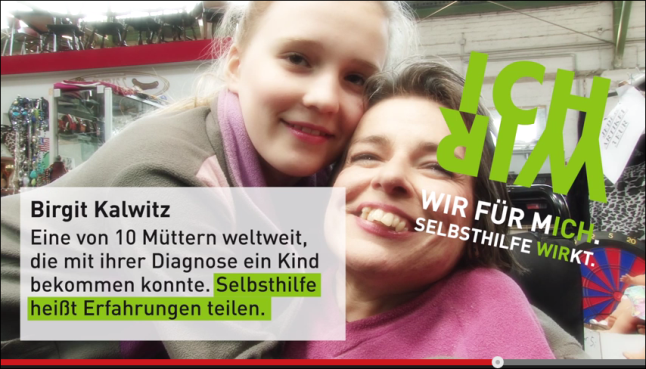 ICH
WIR
WIR FÜR MICH.
SELBSTHILFE WIRKT.
Birgit Kalwitz
Eine von 10 Müttern weltweit,
die mit ihrer Diagnose ein Kind
bekommen konnte. Selbsthilfe
heißt Erfahrungen teilen.
20